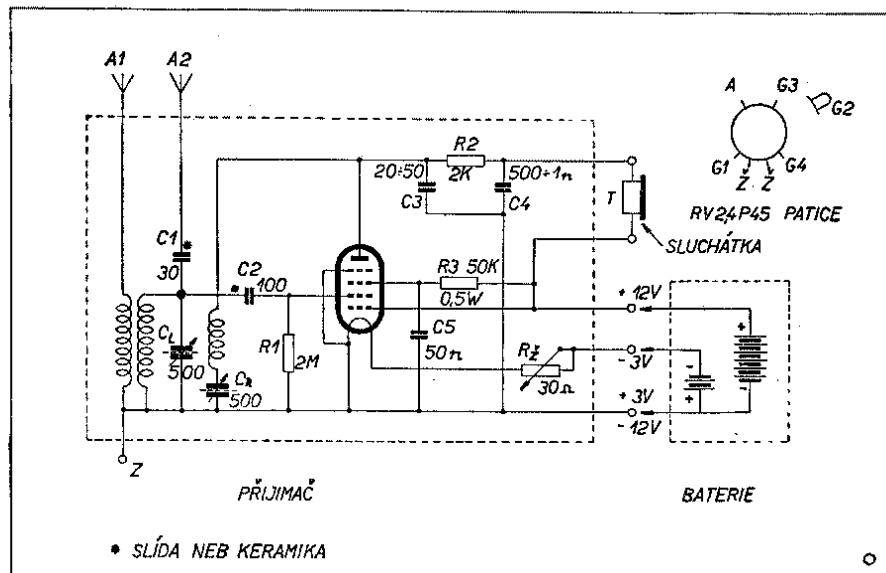 A1
A2
C1
30
C2
100
CL
500
CR
500
R1
2M
20÷50
C3
R2
2K
500÷1n
C4
R3 50K
0,5W
C5
50n
RŽ
30Ω
T
SLUCHÁTKA
A
G3
G2
G1
Ž
Ž
G4
RV2,4P45 PATICE
+ 12V
- 3V
+ 3V
- 12V
+
-
-
+
Z
PŘIJIMAČ
BATERIE
* SLÍDA NEB KERAMIKA